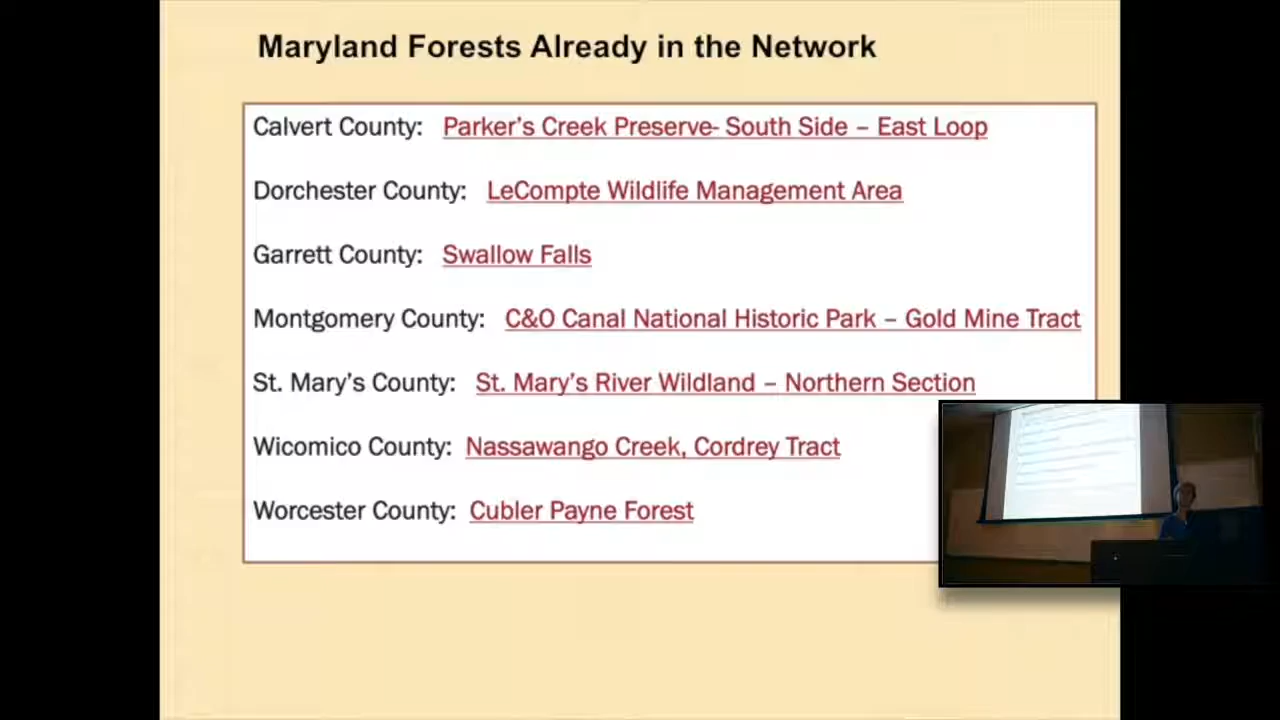 Maryland Forests Already in the Network
Calvert County: Parker's Creek Preserve- South Side – East Loop
Dorchester County: LeCompte Wildlife Management Area
Garrett County: Swallow Falls
Montgomery County: C&O Canal National Historic Park – Gold Mine Tract
St. Mary's County: St. Mary's River Wildland – Northern Section
Wicomico County: Nassawango Creek, Cordrey Tract
Worcester County: Cubler Payne Forest